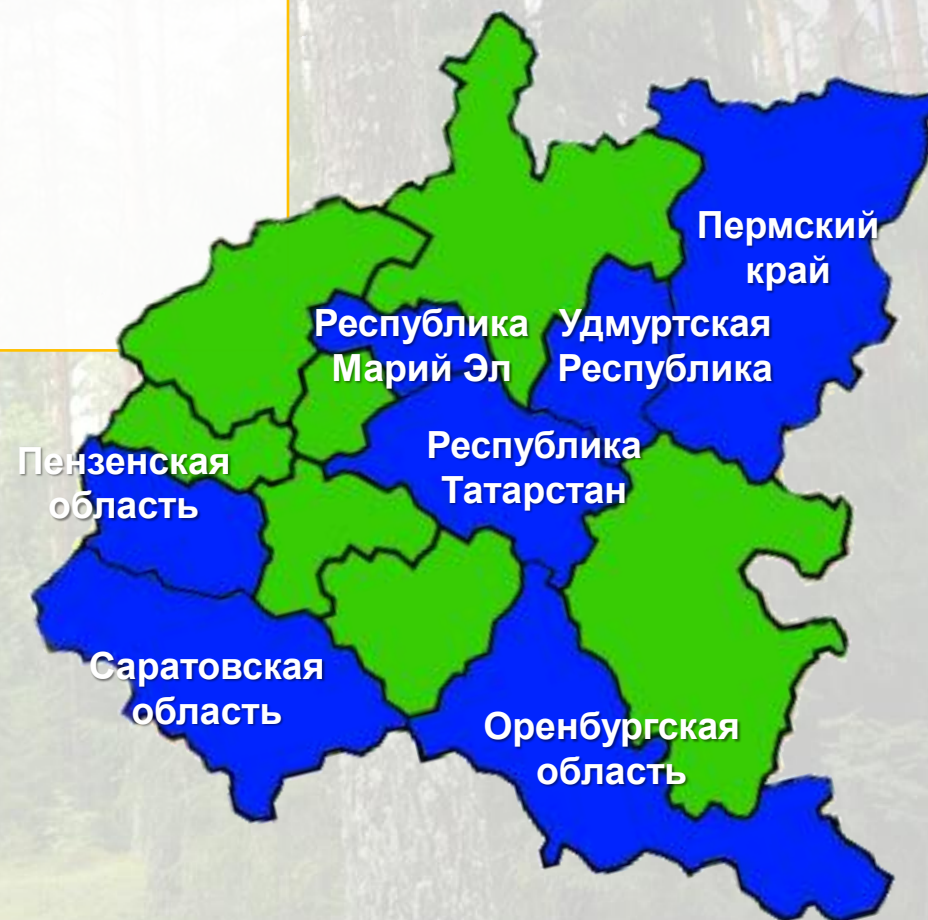 Пермский
край
Республика
Марий Эл
Удмуртская
Республика
Республика
Татарстан
Пензенская
область
Саратовская
область
Оренбургская
область